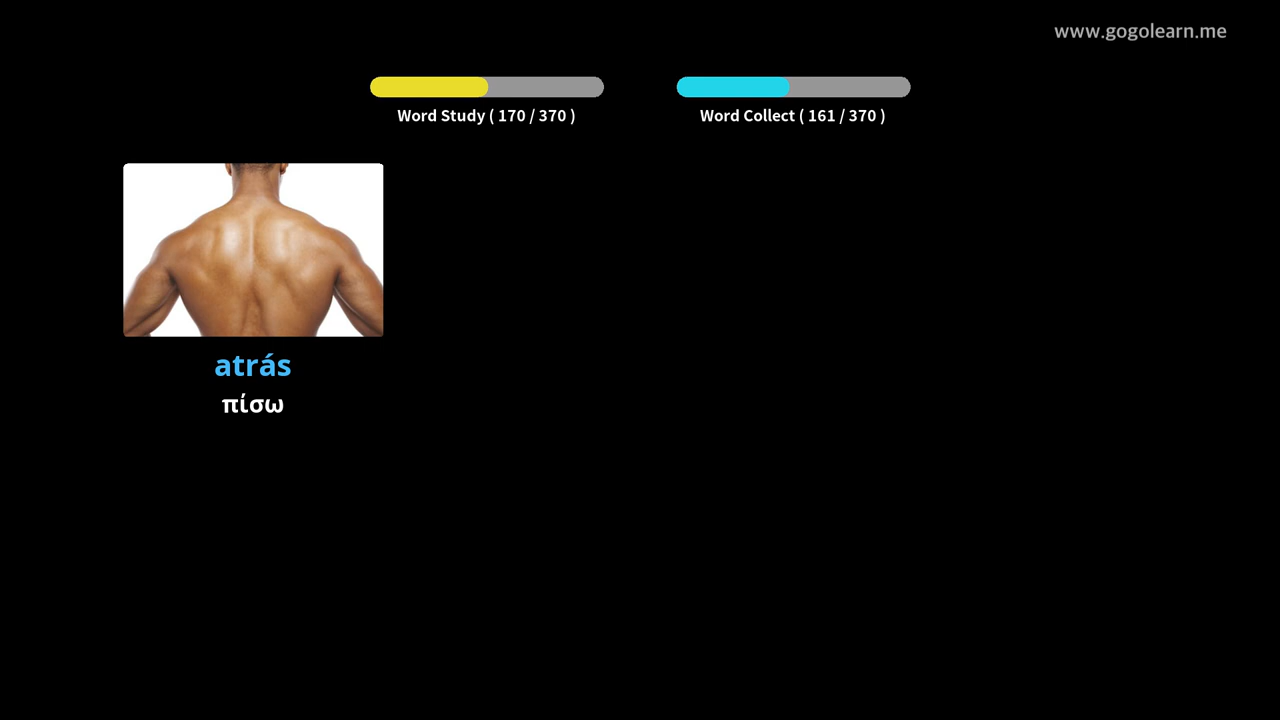 www.gogolearn.me
Word Study ( 170 / 370 )
Word Collect ( 161 / 370 )
atrás
πίσω